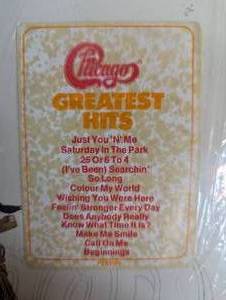 Chicago
GREATEST
HITS
Just You 'N' Me
Saturday In The Park
25 Or 6 To 4
(I've Been) Searchin'
So Long
Colour My World
Wishing You Were Here
Feelin' Stronger Every Day
Does Anybody Really
Know What Time It Is?
Make Me Smile
Call On Me
Beginnings